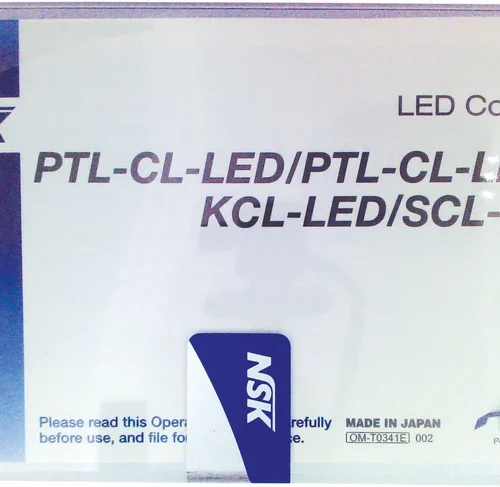 LED Co
PTL-CL-LED/PTL-CL-L
KCL-LED/SCL-
NSK
Please read this Opera refully
before use, and file fo ce.
MADE IN JAPAN
OM-T0341E 002